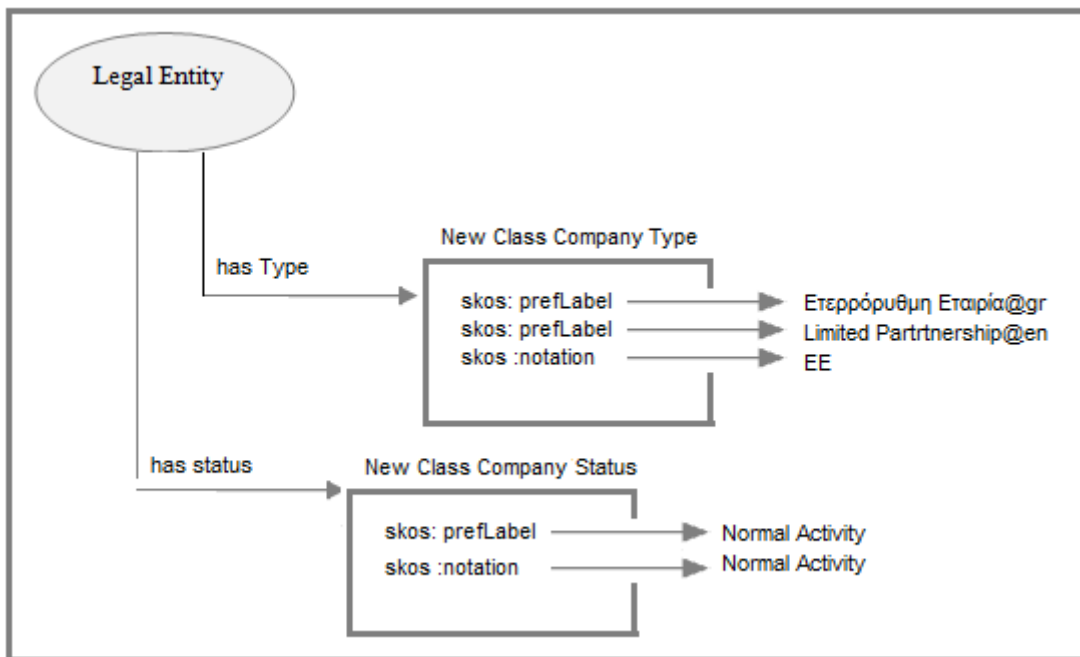 Legal Entity
New Class Company Type
has Type
skos: prefLabel
Ετερρόρυθμη Εταιρία@gr
skos: prefLabel
Limited Partrtnership@en
skos :notation
EE
has status
New Class Company Status
skos: prefLabel
Normal Activity
skos :notation
Normal Activity